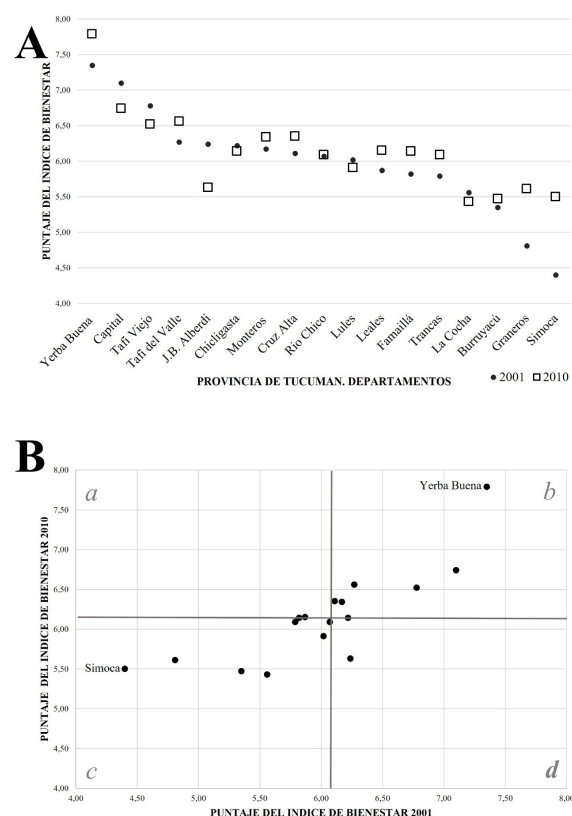 A
PUNTAJE DEL INDICE DE BIENESTAR
8,00
7,50
7,00
6,50
6,00
5,50
5,00
4,50
4,00
Yerba Buena
Capital
Tafi Viejo
Tafi del Valle
J.B. Alberdi
Chicligasta
Monteros
Cruz Alta
Rio Chico
Lules
Leales
Famaillá
Trancas
La Cocha
Burruyacú
Graneros
Simoca
PROVINCIA DE TUCUMAN. DEPARTAMENTOS
2001 2010
B
PUNTAJE DEL INDICE DE BIENESTAR 2010
8,00
7,50
7,00
6,50
6,00
5,50
5,00
4,50
4,00
a
Yerba Buena
b
Simoca
c
d
4,00 4,50 5,00 5,50 6,00 6,50 7,00 7,50 8,00
PUNTAJE DEL INDICE DE BIENESTAR 2001